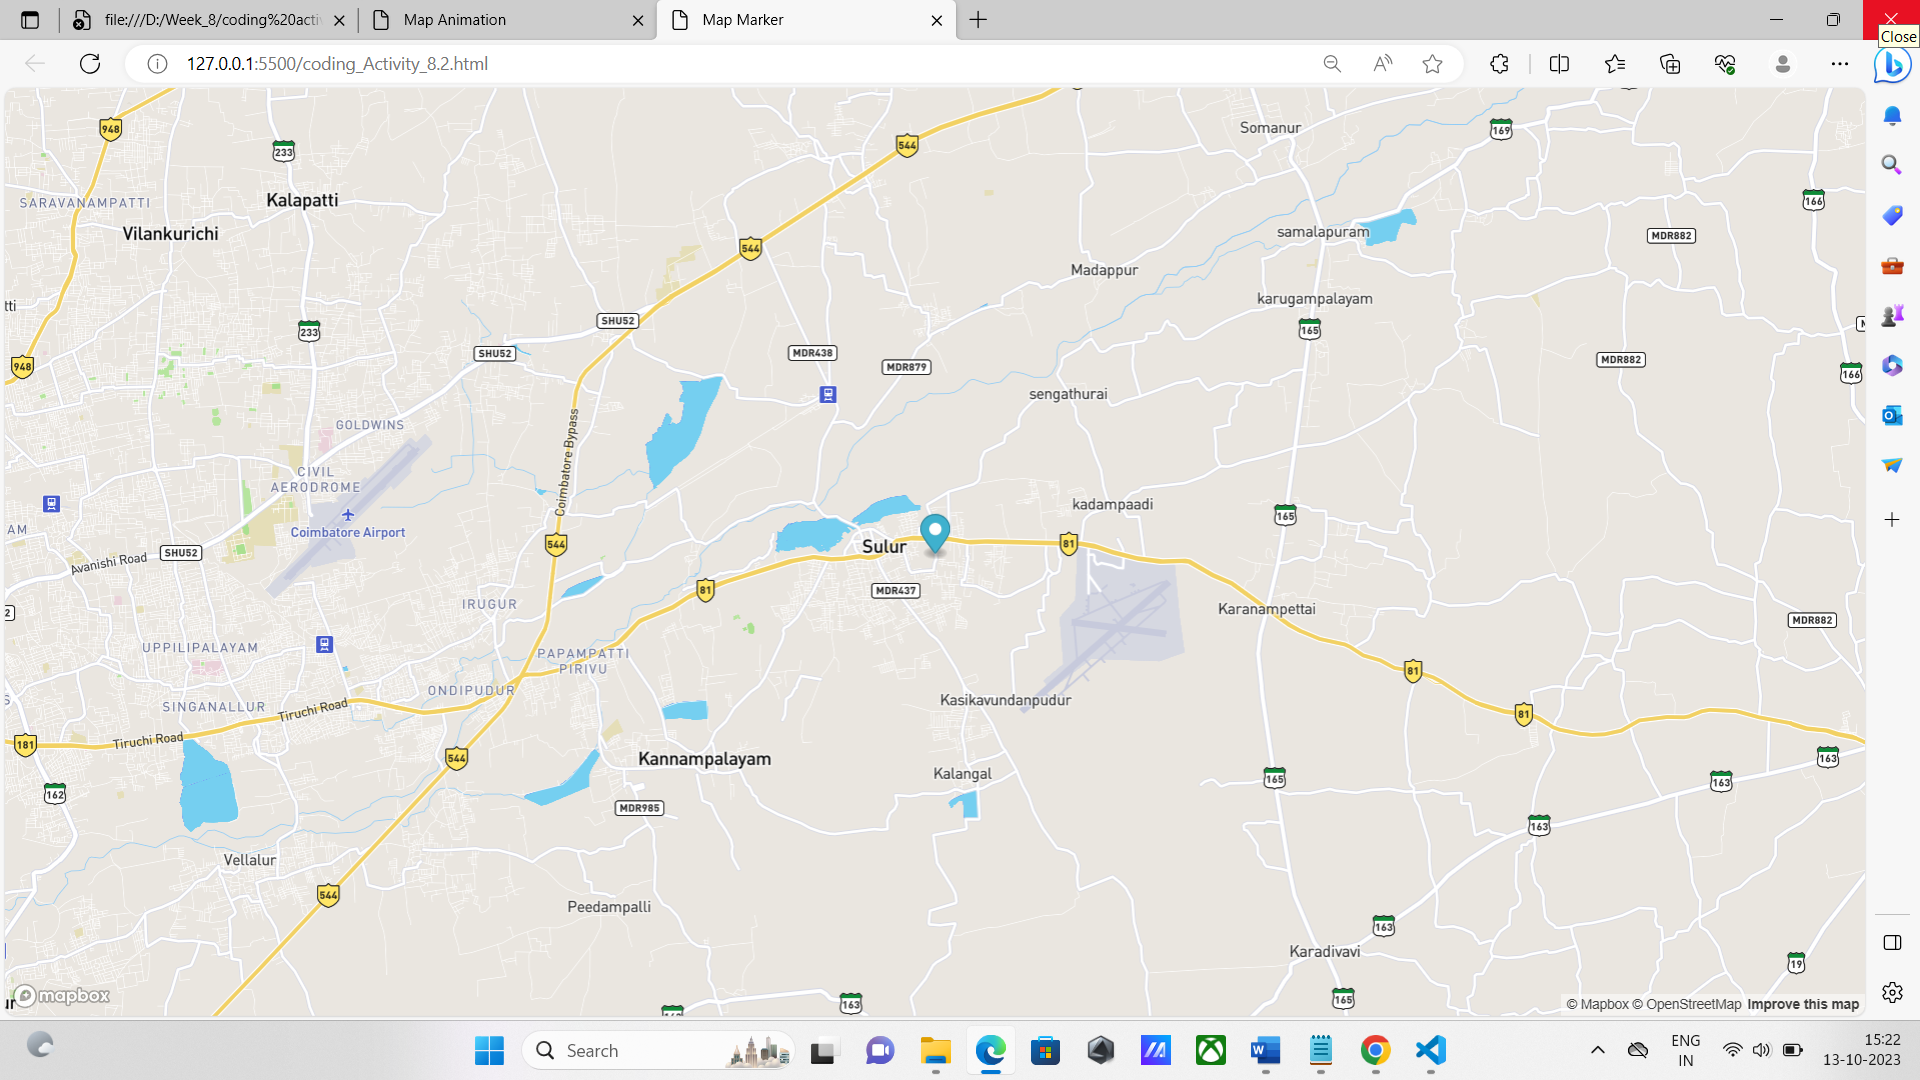 file:///D:/Week_8/coding%20acti
Map Animation
Map Marker
Close
127.0.0.1:5500/coding_Activity_8.2.html
948
233
544
Somanur
169
SARAVANAMPATTI
Kalapatti
166
Vilankurichi
544
samalapuram
MDR882
Madappur
karugampalayam
tti
SHU52
233
165
SHU52
MDR438
MDR879
MDR882
948
166
sengathurai
GOLDWINS
Coimbatore Bypass
CIVIL
AERODROME
kadampaadi
165
AM
Coimbatore Airport
544
Sulur
81
SHU52
Avanishi Road
81
MDR437
IRUGUR
Karanampettai
2
MDR882
UPPILIPALAYAM
PAPAMPATTI
PIRIVU
81
ONDIPUDUR
Kasikavundanpudur
S
SINGANALLUR
Tiruchi Road
81
181
Tiruchi Road
544
Kannampalayam
163
Kalangal
165
163
162
MDR985
163
Vellalur
544
Peedampalli
163
Karadivavi
19
ur
mapbox
163
165
© Mapbox © OpenStreetMap Improve this map
Search
ENG
IN
15:22
13-10-2023